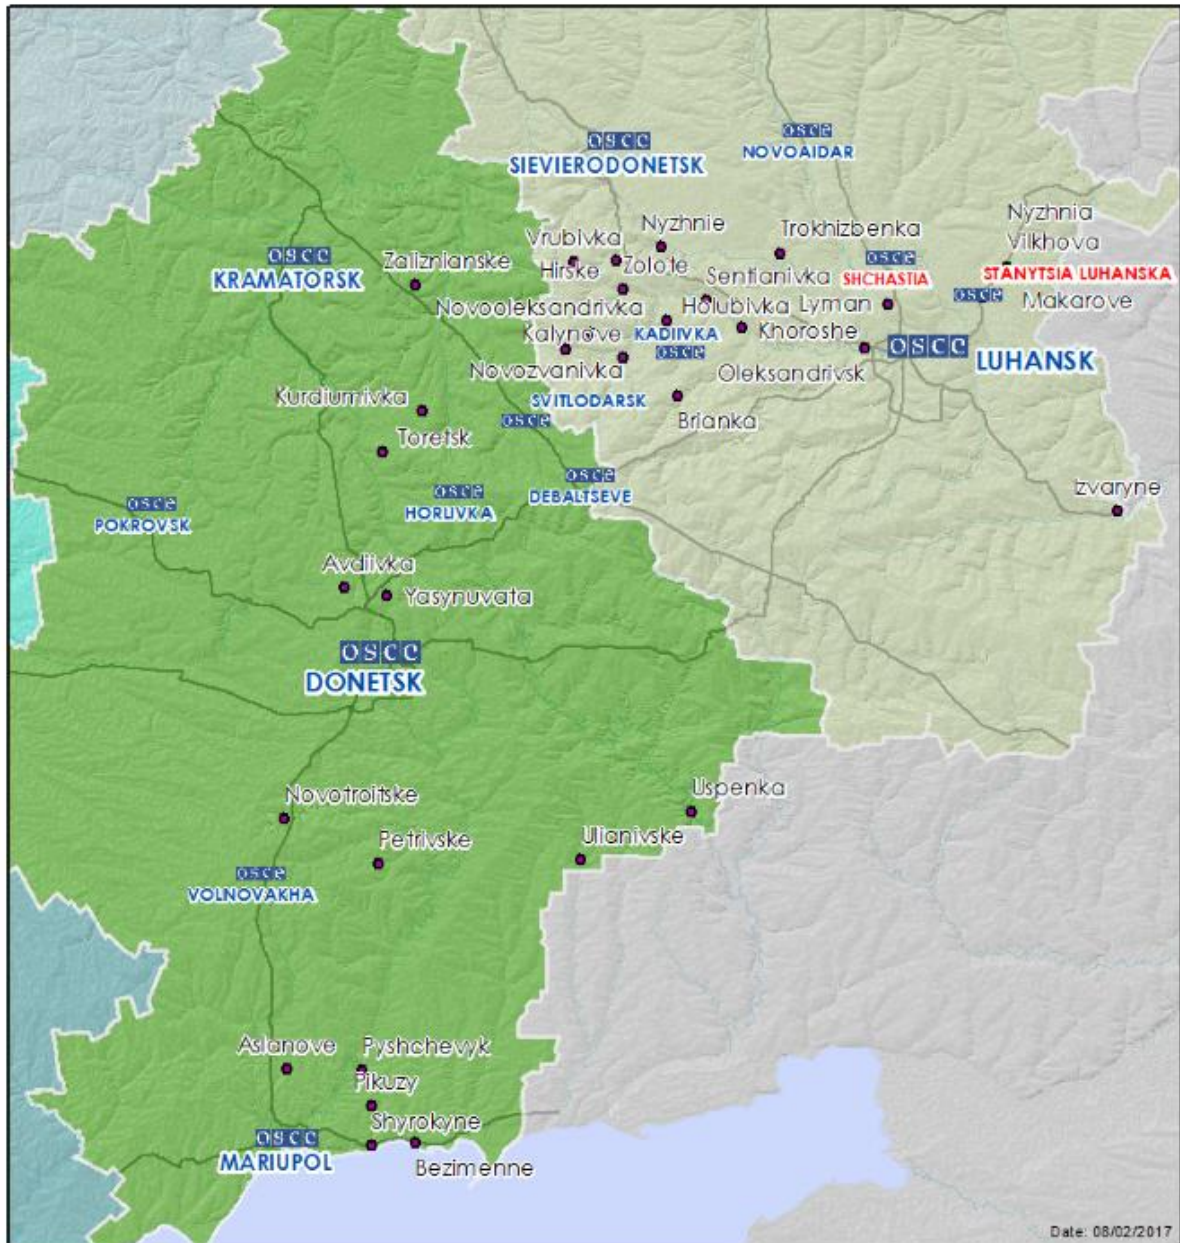 osce
osce
SIEVIERODONETSK
NOVOAIDAR
Nyzhnie
Trokhizbenka
Nyzhnia
Vrubivka
Vilkhova
osce
KRAMATORSK
Zaliznianske
Hirske
Zolote
Sentianivka
osce
SHCHASTIA
STANYTSIA LUHANSKA
Novooleksandrivka
Holubivka
Lyman
osce
Makarove
Kalynove
KADIIVKA
Khoroshe
osce
osce
LUHANSK
Novozvanivka
Oleksandrivsk
Kurdiumivka
SVITLODARSK
osce
Brianka
Toretsk
osce
POKROVSK
osce
HORLIVKA
osce
DEBALTSEVE
Izvaryne
Avdiivka
Yasynuvata
osce
DONETSK
Novotroitske
Uspenka
Petrivske
Ulianivske
osce
VOLNOVAKHA
Aslanove
Pyshchevyk
Pikuzy
Shyrokyne
osce
MARIUPOL
Bezimenne
Date: 08/02/2017